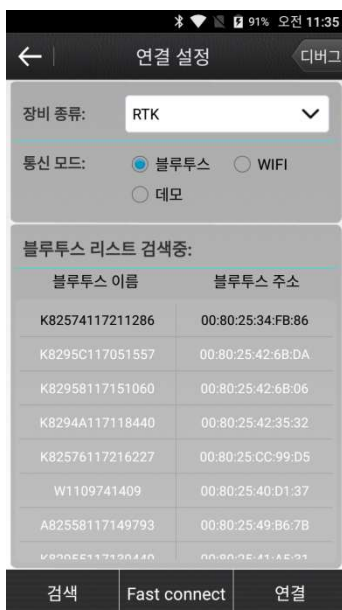 91% 오전 11:35
연결 설정 디버그
장비 종류: RTK
통신 모드: 블루투스 WIFI
데모
블루투스 리스트 검색중:
블루투스 이름 블루투스 주소
K82574117211286 00:80:25:34:FB:86
K8295C117051557 00:80:25:42:6B:DA
K82958117151060 00:80:25:42:6B:06
K8294A117118440 00:80:25:42:35:32
K82576117216227 00:80:25:CC:99:D5
W1109741409 00:80:25:40:D1:37
A82558117149793 00:80:25:49:B6:7B
검색 Fast connect 연결